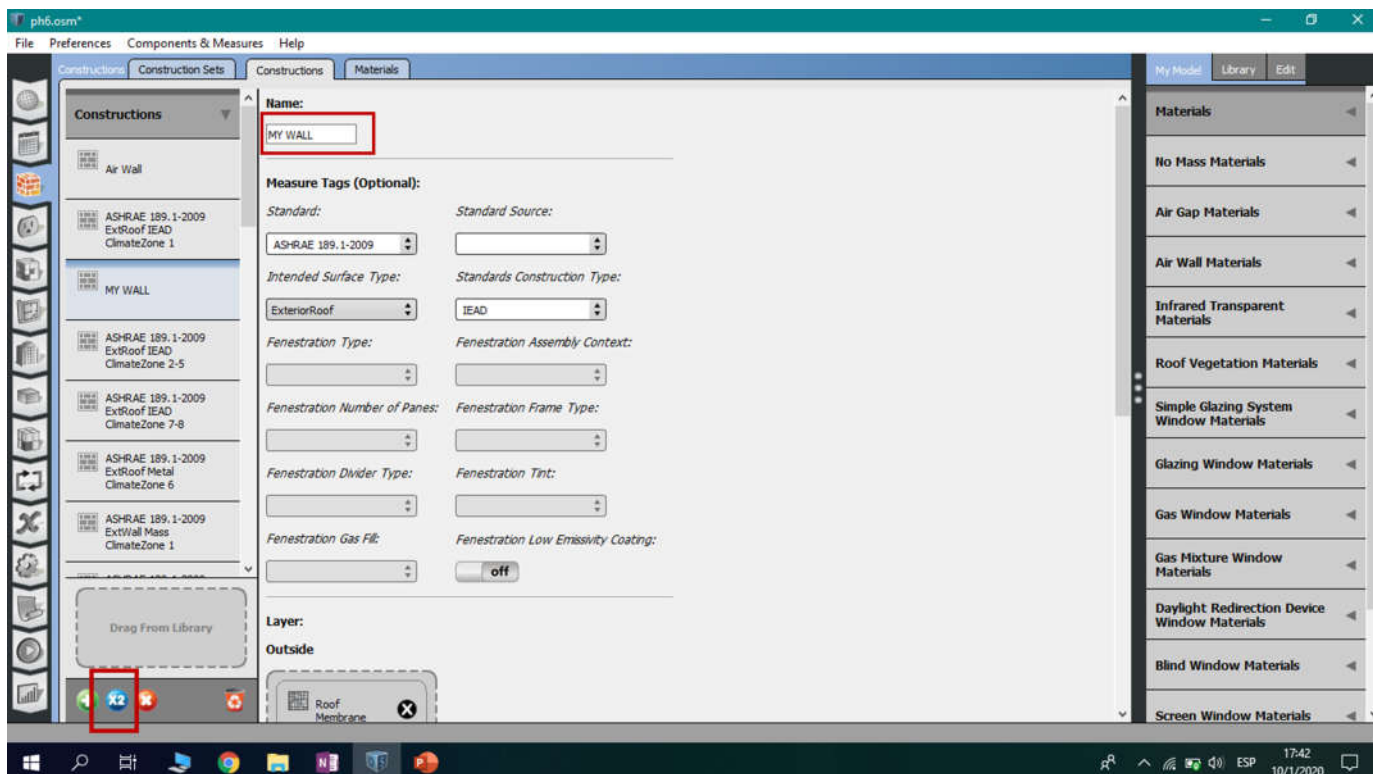 ph6.osm*
File Preferences Components & Measures Help
Constructions Construction Sets Constructions Materials
My Model Library Edit
Constructions
Air Wall
ASHRAE 189.1-2009
ExtRoof IEAD
ClimateZone 1
MY WALL
ASHRAE 189.1-2009
ExtRoof IEAD
ClimateZone 2-5
ASHRAE 189.1-2009
ExtRoof IEAD
ClimateZone 7-8
ASHRAE 189.1-2009
ExtRoof Metal
ClimateZone 6
ASHRAE 189.1-2009
ExtWall Mass
ClimateZone 1
Drag From Library
X2
Name:
MY WALL
Measure Tags (Optional):
Standard: Standard Source:
ASHRAE 189.1-2009
Intended Surface Type: Standards Construction Type:
ExteriorRoof IEAD
Fenestration Type: Fenestration Assembly Context:
Fenestration Number of Panes: Fenestration Frame Type:
Fenestration Divider Type: Fenestration Tint:
Fenestration Gas Fill: Fenestration Low Emissivity Coating:
off
Layer:
Outside
Roof
Membrane
Materials
No Mass Materials
Air Gap Materials
Air Wall Materials
Infrared Transparent
Materials
Roof Vegetation Materials
Simple Glazing System
Window Materials
Glazing Window Materials
Gas Window Materials
Gas Mixture Window
Materials
Daylight Redirection Device
Window Materials
Blind Window Materials
Screen Window Materials
ESP
17:42
10/1/2020